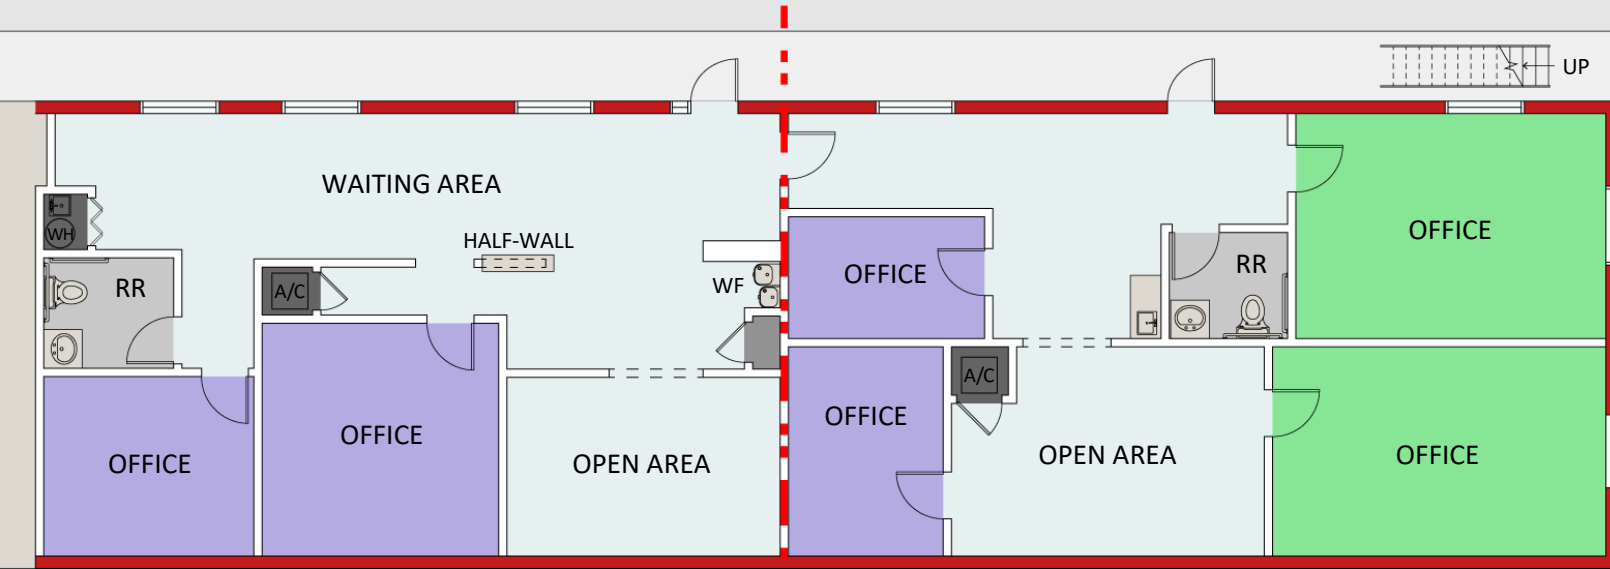 UP
WAITING AREA
WH
HALF-WALL
OFFICE
OFFICE
RR
RR
A/C
WF
A/C
OFFICE
OFFICE
OFFICE
OPEN AREA
OPEN AREA
OFFICE
OFFICE